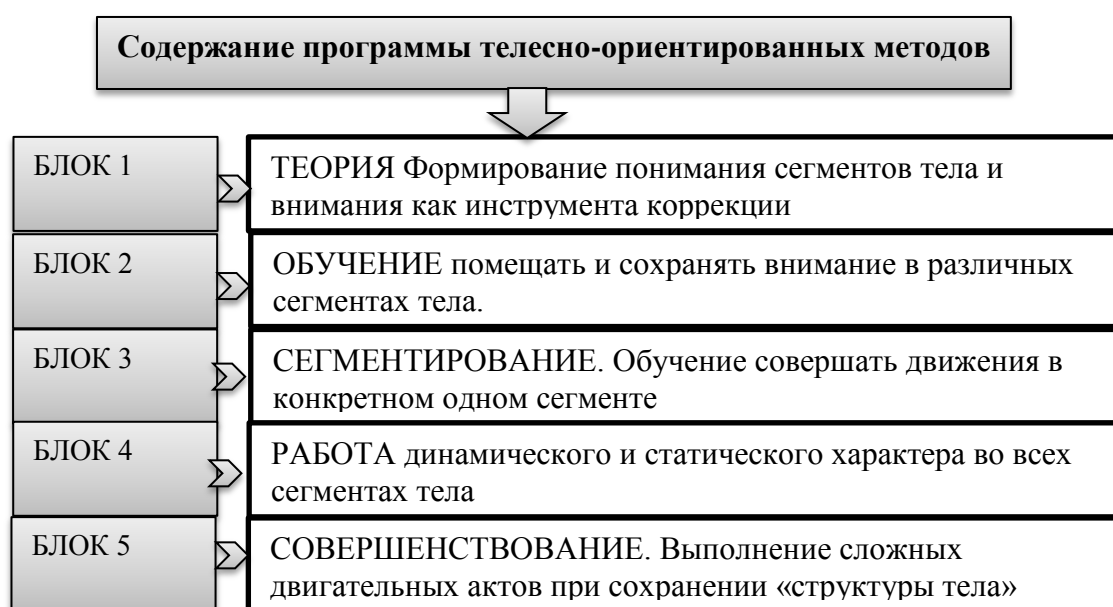 Содержание программы телесно-ориентированных методов
БЛОК 1
ТЕОРИЯ Формирование понимания сегментов тела и
внимания как инструмента коррекции
БЛОК 2
ОБУЧЕНИЕ помещать и сохранять внимание в различных
сегментах тела.
БЛОК 3
СЕГМЕНТИРОВАНИЕ. Обучение совершать движения в
конкретном одном сегменте
БЛОК 4
РАБОТА динамического и статического характера во всех
сегментах тела
БЛОК 5
СОВЕРШЕНСТВОВАНИЕ. Выполнение сложных
двигательных актов при сохранении «структуры тела»